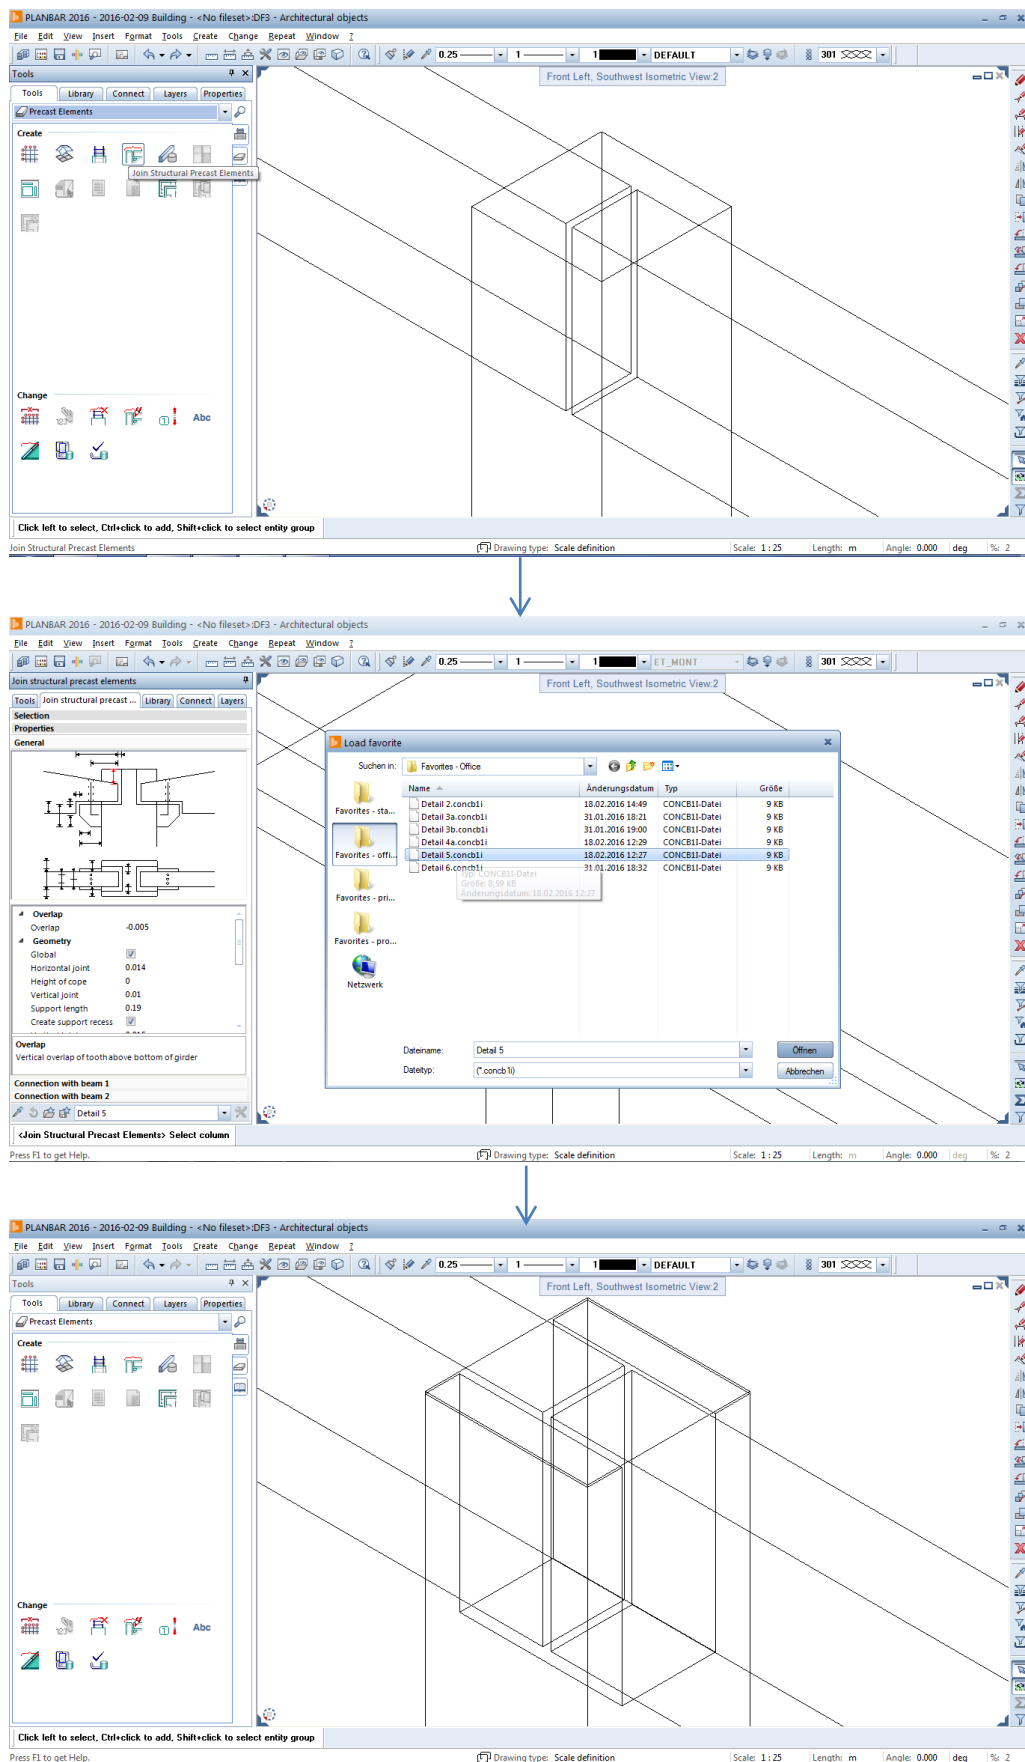 PLANBAR 2016 - 2016-02-09 Building - <No fileset>:DF3 - Architectural objects
File Edit View Insert Format Tools Create Change Repeat Window ?
0.25 1 1 DEFAULT 301
Tools
Front Left, Southwest Isometric View:2
Tools Library Connect Layers Properties
Precast Elements
Create
Join Structural Precast Elements
Change
Abc
Click left to select, Ctrl+click to add, Shift+click to select entity group
Join Structural Precast Elements Drawing type: Scale definition Scale: 1 : 25 Length: m Angle: 0.000 deg %: 2
PLANBAR 2016 - 2016-02-09 Building - <No fileset>:DF3 - Architectural objects
File Edit View Insert Format Tools Create Change Repeat Window ?
0.25 1 1 ET_MONT 301
Join structural precast elements
Front Left, Southwest Isometric View:2
Tools Join structural precast ... Library Connect Layers
Selection
Properties
General
Load favorite
Suchen in: Favorites - Office
Name Änderungsdatum Typ Größe
Detail 2.concb1i 18.02.2016 14:49 CONCB1I-Datei 9 KB
Detail 3a.concb1i 31.01.2016 18:21 CONCB1I-Datei 9 KB
Detail 3b.concb1i 31.01.2016 19:00 CONCB1I-Datei 9 KB
Detail 4a.concb1i 18.02.2016 12:29 CONCB1I-Datei 9 KB
Detail 5.concb1i 18.02.2016 12:27 CONCB1I-Datei 9 KB
Detail 6.concb1i 31.01.2016 18:32 CONCB1I-Datei 9 KB
Typ: CONCB1I-Datei
Größe: 8,59 KB
Änderungsdatum: 18.02.2016 12:27
Favorites - sta...
Favorites - offi...
Favorites - pri...
Favorites - pro...
Netzwerk
Dateiname: Detail 5 Öffnen
Dateityp: (*.concb1i) Abbrechen
Overlap
Overlap -0.005
Geometry
Global
Horizontal joint 0.014
Height of cope 0
Vertical joint 0.01
Support length 0.19
Create support recess
Overlap
Vertical overlap of tooth above bottom of girder
Connection with beam 1
Connection with beam 2
Detail 5
<Join Structural Precast Elements> Select column
Press F1 to get Help. Drawing type: Scale definition Scale: 1 : 25 Length: m Angle: 0.000 deg %: 2
PLANBAR 2016 - 2016-02-09 Building - <No fileset>:DF3 - Architectural objects
File Edit View Insert Format Tools Create Change Repeat Window ?
0.25 1 1 DEFAULT 301
Tools
Front Left, Southwest Isometric View:2
Tools Library Connect Layers Properties
Precast Elements
Create
Change
Abc
Click left to select, Ctrl+click to add, Shift+click to select entity group
Press F1 to get Help. Drawing type: Scale definition Scale: 1 : 25 Length: m Angle: 0.000 deg %: 2